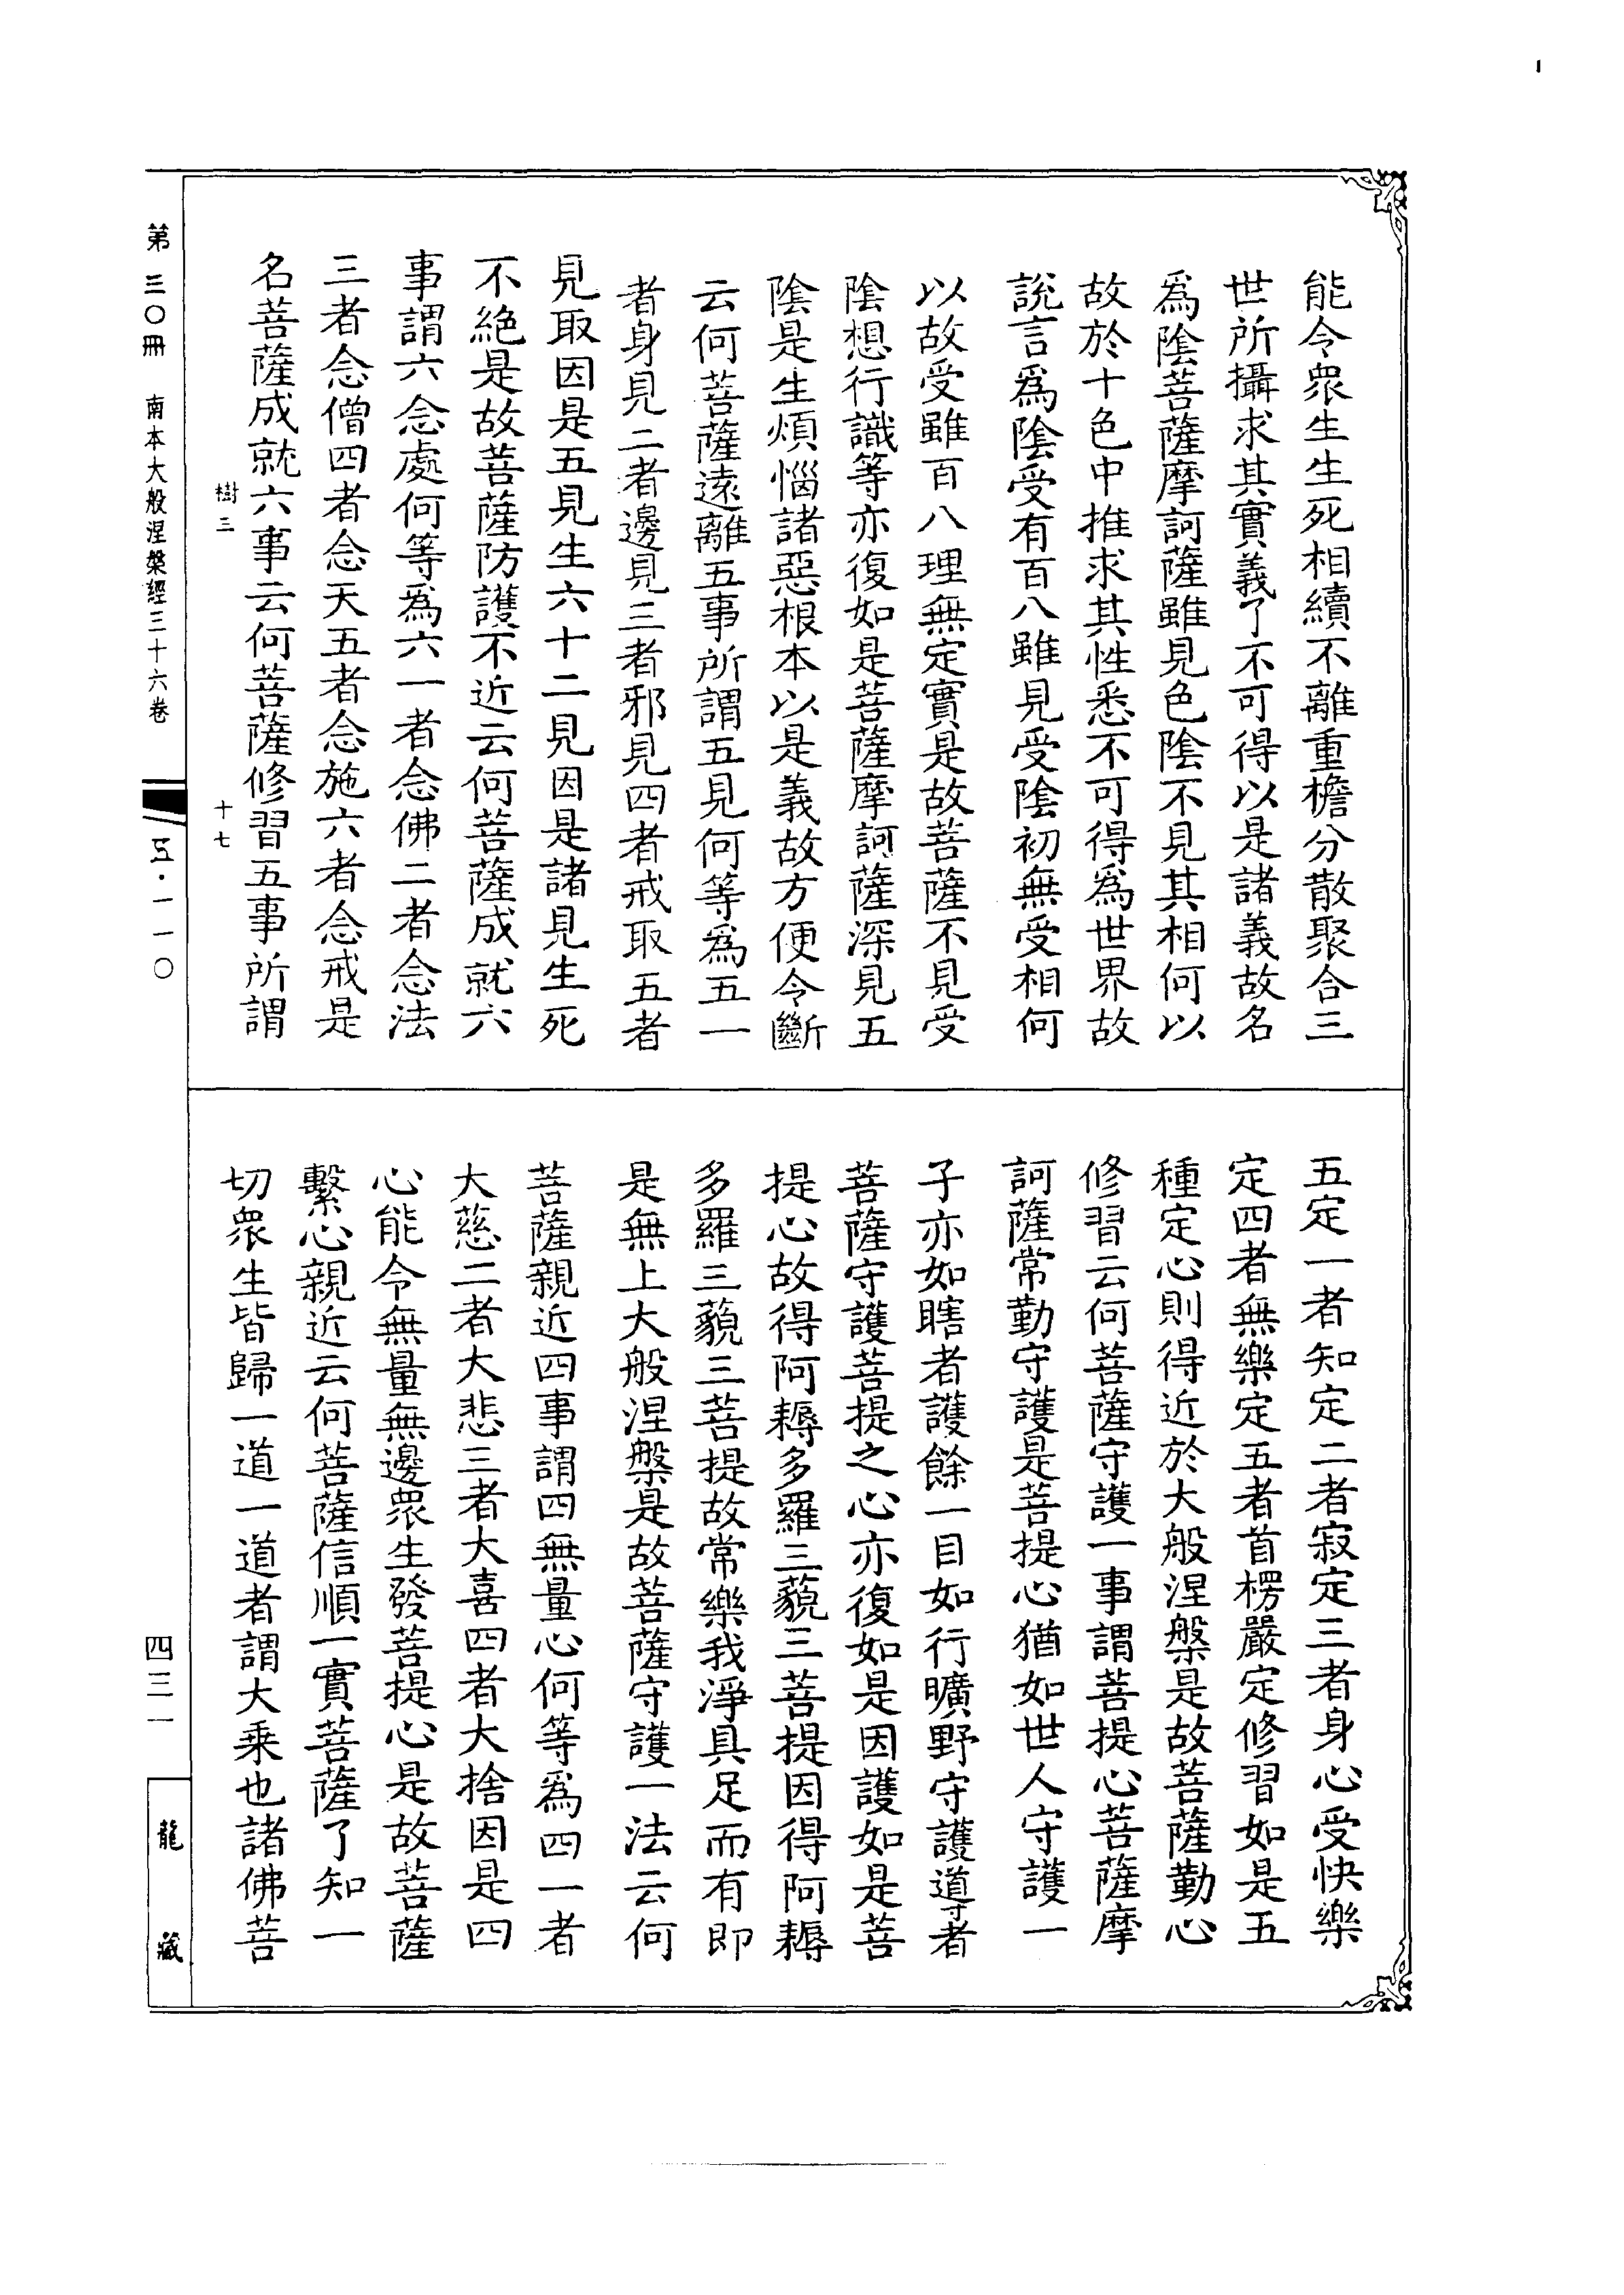 能令衆生生死相續不離重檐分散聚合三
世所攝求其實義了不可得以是諸義故名
爲陰菩薩摩訶薩雖見色陰不見其相何以
故於十色中推求其性悉不可得爲世界故
說言爲陰受有百八雖見受陰初無受相何
以故受雖百八理無定實是故菩薩不見受
陰想行識等亦復如是菩薩摩訶薩深見五
陰是生煩惱諸惡根本以是義故方便令斷
云何菩薩遠離五事所謂五見何等爲五一
者身見二者邊見三者邪見四者戒取五者
見取因是五見生六十二見因是諸見生死
不絶是故菩薩防護不近云何菩薩成就六
事謂六念處何等爲六一者念佛二者念法
三者念僧四者念天五者念施六者念戒是
名菩薩成就六事云何菩薩修習五事所謂
樹三
十七
五定一者知定二者寂定三者身心受快樂
定四者無樂定五者首楞嚴定修習如是五
種定心則得近於大般涅槃是故菩薩勤心
修習云何菩薩守護一事謂菩提心菩薩摩
訶薩常勤守護是菩提心猶如世人守護一
子亦如瞎者護餘一目如行曠野守護導者
菩薩守護菩提之心亦復如是因護如是菩
提心故得阿耨多羅三藐三菩提因得阿耨
多羅三藐三菩提故常樂我淨具足而有即
是無上大般涅槃是故菩薩守護一法云何
菩薩親近四事謂四無量心何等爲四一者
大慈二者大悲三者大喜四者大捨因是四
心能令無量無邊衆生發菩提心是故菩薩
繫心親近云何菩薩信順一實菩薩了知一
切衆生皆歸一道一道者謂大乘也諸佛菩
第三〇冊 南本大般涅槃經三十六卷
五·一一〇
四三一
龍藏